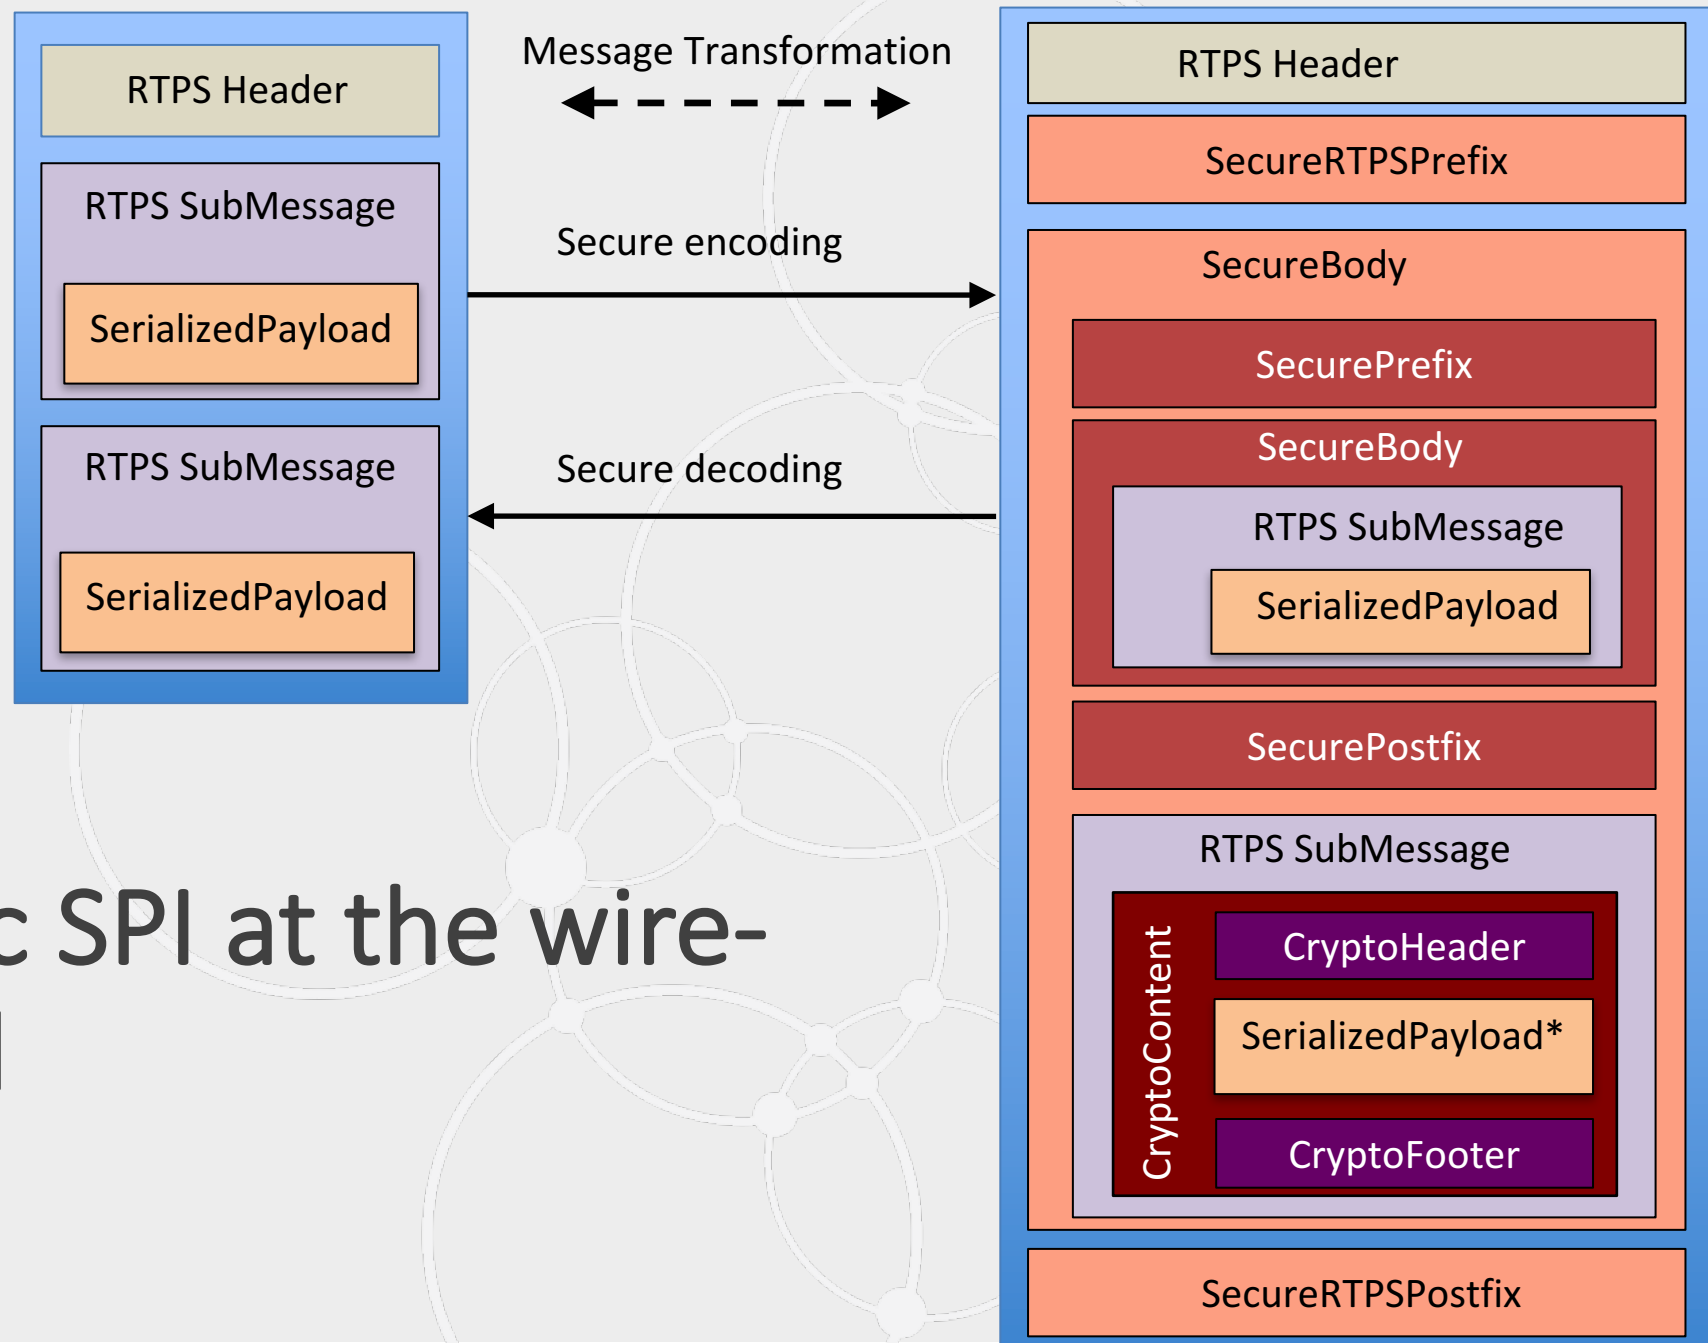 RTPS Header
RTPS SubMessage
SerializedPayload
RTPS SubMessage
SerializedPayload
Message Transformation
Secure encoding
Secure decoding
RTPS Header
SecureRTPSPrefix
SecureBody
SecurePrefix
SecureBody
RTPS SubMessage
SerializedPayload
SecurePostfix
RTPS SubMessage
CryptoContent
CryptoHeader
SerializedPayload*
CryptoFooter
SecureRTPSPostfix
c SPI at the wire-